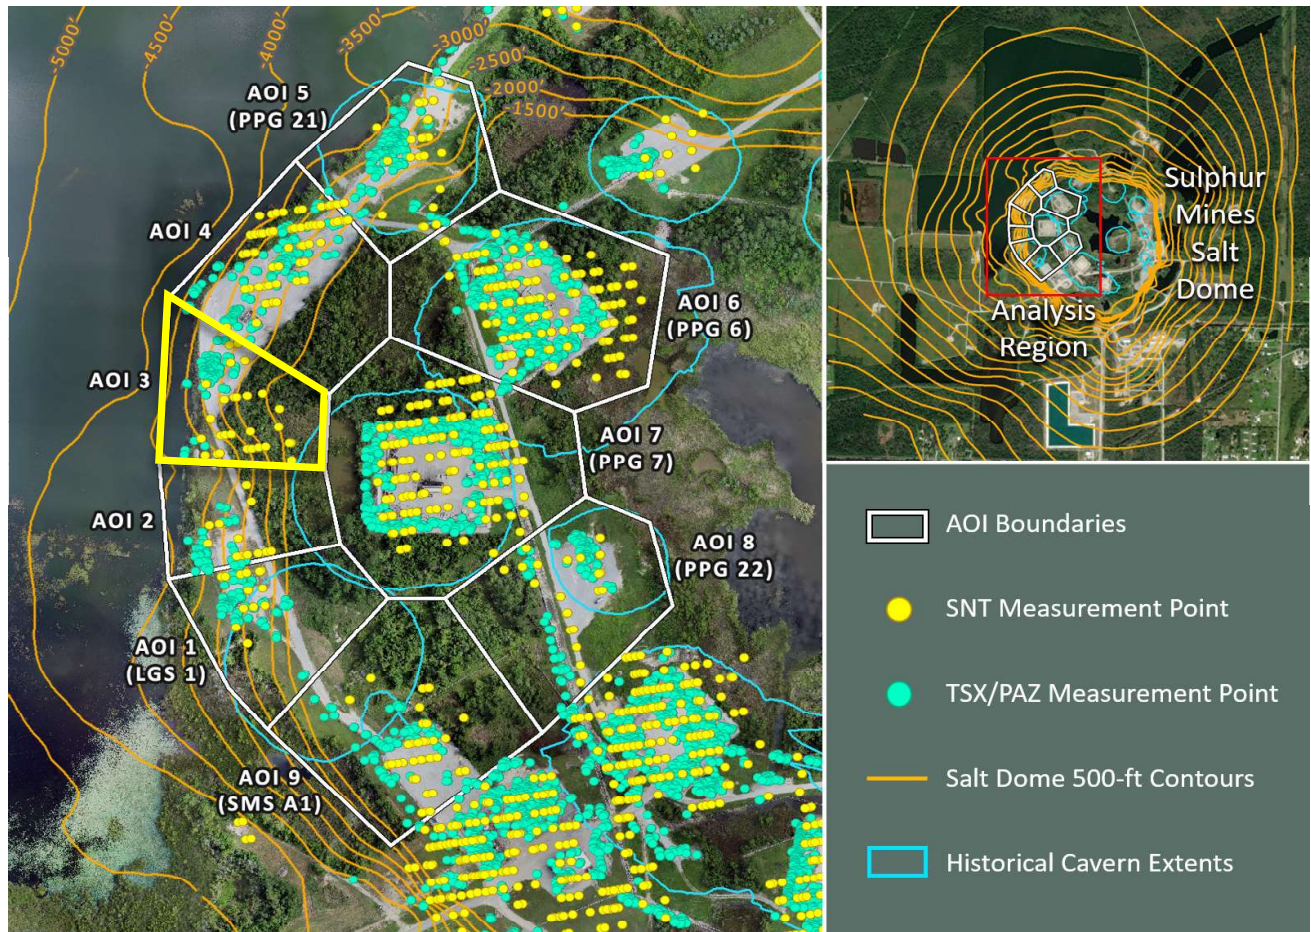 -5000'
-4500'
-4000'
-3500'
-3000'
-2500'
-2000'
-1500'
AOI 5
(PPG 21)
AOI 4
AOI 3
AOI 2
AOI 1
(LGS 1)
AOI 9
(SMS A1)
AOI 6
(PPG 6)
AOI 7
(PPG 7)
AOI 8
(PPG 22)
Sulphur
Mines
Salt
Dome
Analysis
Region
AOI Boundaries
SNT Measurement Point
TSX/PAZ Measurement Point
Salt Dome 500-ft Contours
Historical Cavern Extents